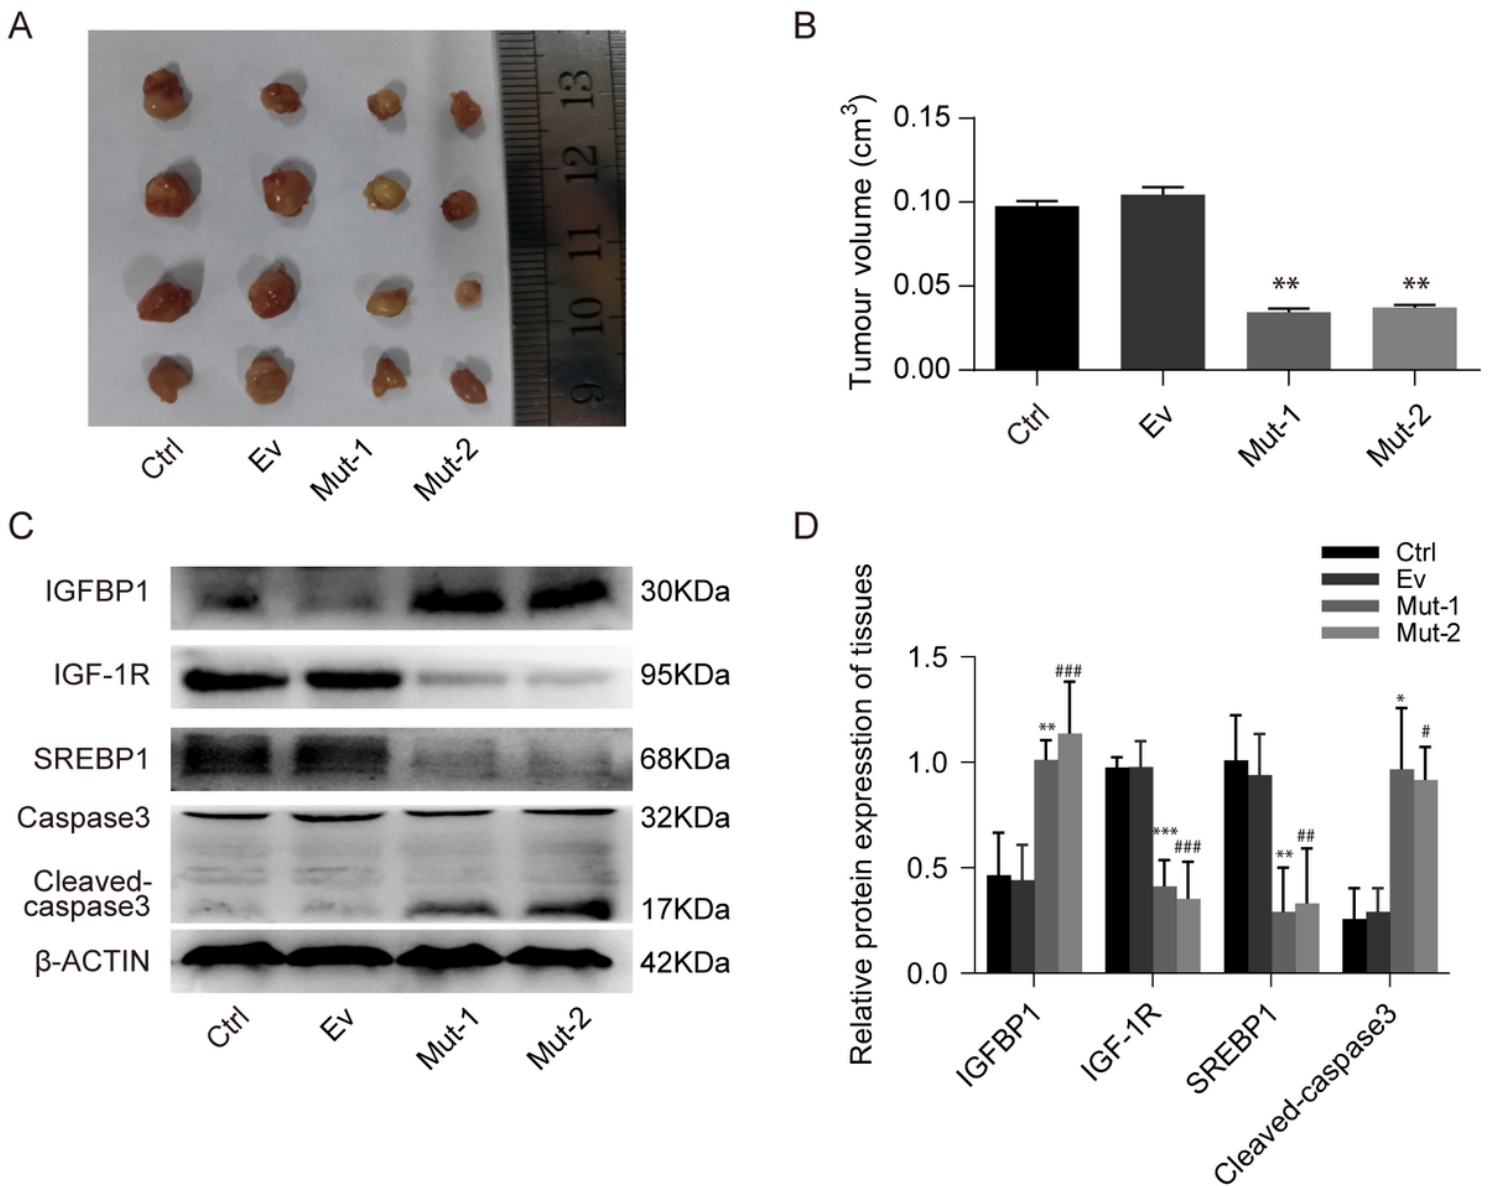 A
13
12
11
10
9
Ctrl
Ev
Mut-1
Mut-2
B
Tumour volume (cm³)
0.15
0.10
0.05
0.00
**
**
Ctrl
Ev
Mut-1
Mut-2
C
IGFBP1
30KDa
IGF-1R
95KDa
SREBP1
68KDa
Caspase3
32KDa
Cleaved-
caspase3
17KDa
β-ACTIN
42KDa
Ctrl
Ev
Mut-1
Mut-2
D
Ctrl
Ev
Mut-1
Mut-2
Relative protein expresstion of tissues
1.5
1.0
0.5
0.0
**
###
***
###
**
##
*
#
IGFBP1
IGF-1R
SREBP1
Cleaved-caspase3